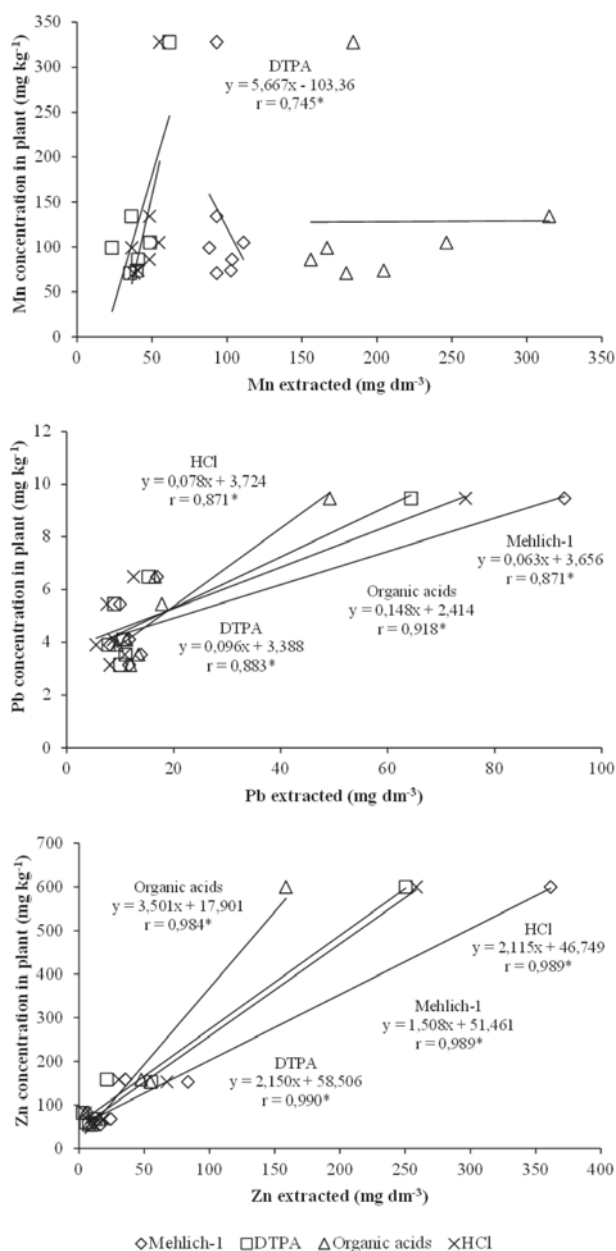 350
300
250
200
150
100
50
0
Mn concentration in plant (mg kg⁻¹)
DTPA
y = 5,667x - 103,36
r = 0,745*
0 50 100 150 200 250 300 350
Mn extracted (mg dm⁻³)
12
10
8
6
4
2
0
Pb concentration in plant (mg kg⁻¹)
HCl
y = 0,078x + 3,724
r = 0,871*
Mehlich-1
y = 0,063x + 3,656
r = 0,871*
Organic acids
y = 0,148x + 2,414
r = 0,918*
DTPA
y = 0,096x + 3,388
r = 0,883*
0 20 40 60 80 100
Pb extracted (mg dm⁻³)
700
600
500
400
300
200
100
0
Zn concentration in plant (mg kg⁻¹)
Organic acids
y = 3,501x + 17,901
r = 0,984*
HCl
y = 2,115x + 46,749
r = 0,989*
Mehlich-1
y = 1,508x + 51,461
r = 0,989*
DTPA
y = 2,150x + 58,506
r = 0,990*
0 50 100 150 200 250 300 350 400
Zn extracted (mg dm⁻³)
Mehlich-1 DTPA Organic acids HCl